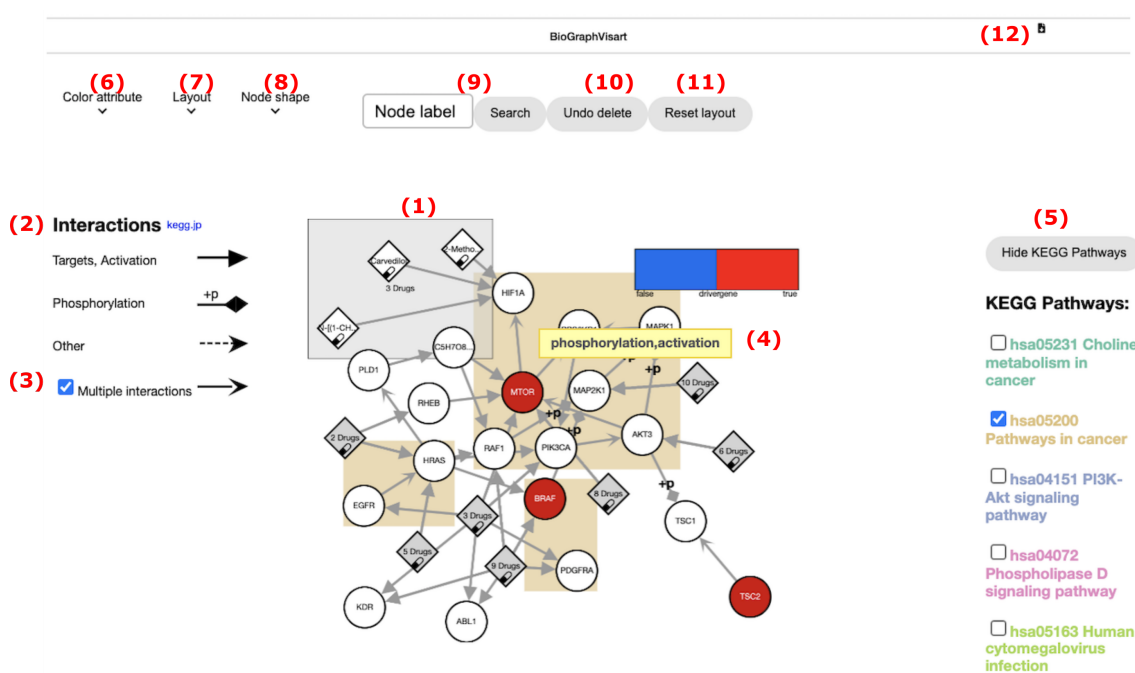 BioGraphVisart
(12)
(6)
(7)
(8)
(9)
(10)
(11)
Color attribute
Layout
Node shape
Node label
Search
Undo delete
Reset layout
(1)
(2)
Interactions
kegg.jp
Targets, Activation
Phosphorylation
+p
Other
(3)
Multiple interactions
Carvedilo
2-Metho...
3 Drugs
N-[(1-CH...
HIF1A
false
drivergene
true
MAPK1
phosphorylation,activation
(4)
+p
C5H7O8...
PLD1
RHEB
MTOR
MAP2K1
10 Drugs
+p
+p
2 Drugs
HRAS
RAF1
PIK3CA
AKT3
6 Drugs
EGFR
BRAF
8 Drugs
+p
3 Drugs
TSC1
5 Drugs
9 Drugs
PDGFRA
KDR
ABL1
TSC2
(5)
Hide KEGG Pathways
KEGG Pathways:
hsa05231 Choline
metabolism in
cancer
hsa05200
Pathways in cancer
hsa04151 PI3K-
Akt signaling
pathway
hsa04072
Phospholipase D
signaling pathway
hsa05163 Human
cytomegalovirus
infection